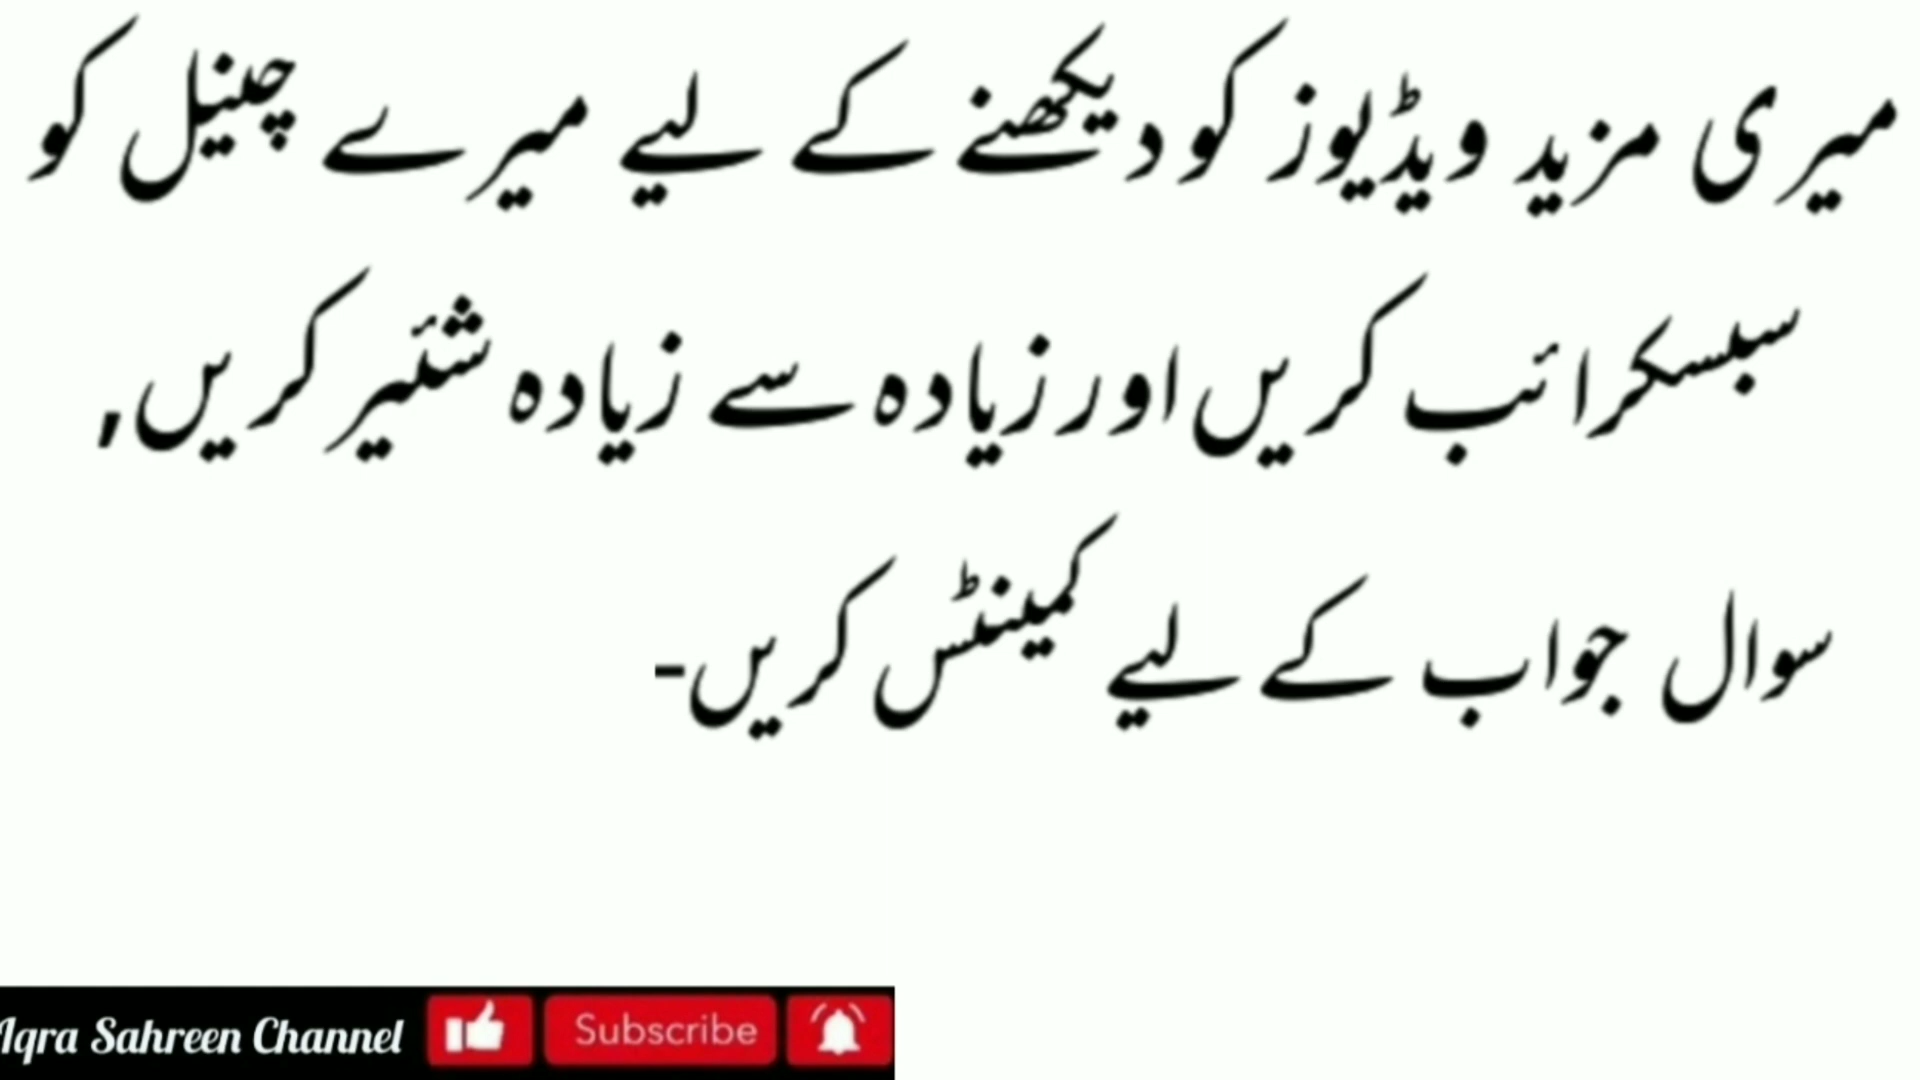 میری مزید ویڈیوز کو دیکھنے کے لیے میرے چینل کو
سبسکرائب کریں اور زیادہ سے زیادہ شئیر کریں,
سوال جواب کے لیے کمینٹس کریں-
Iqra Sahreen Channel Subscribe